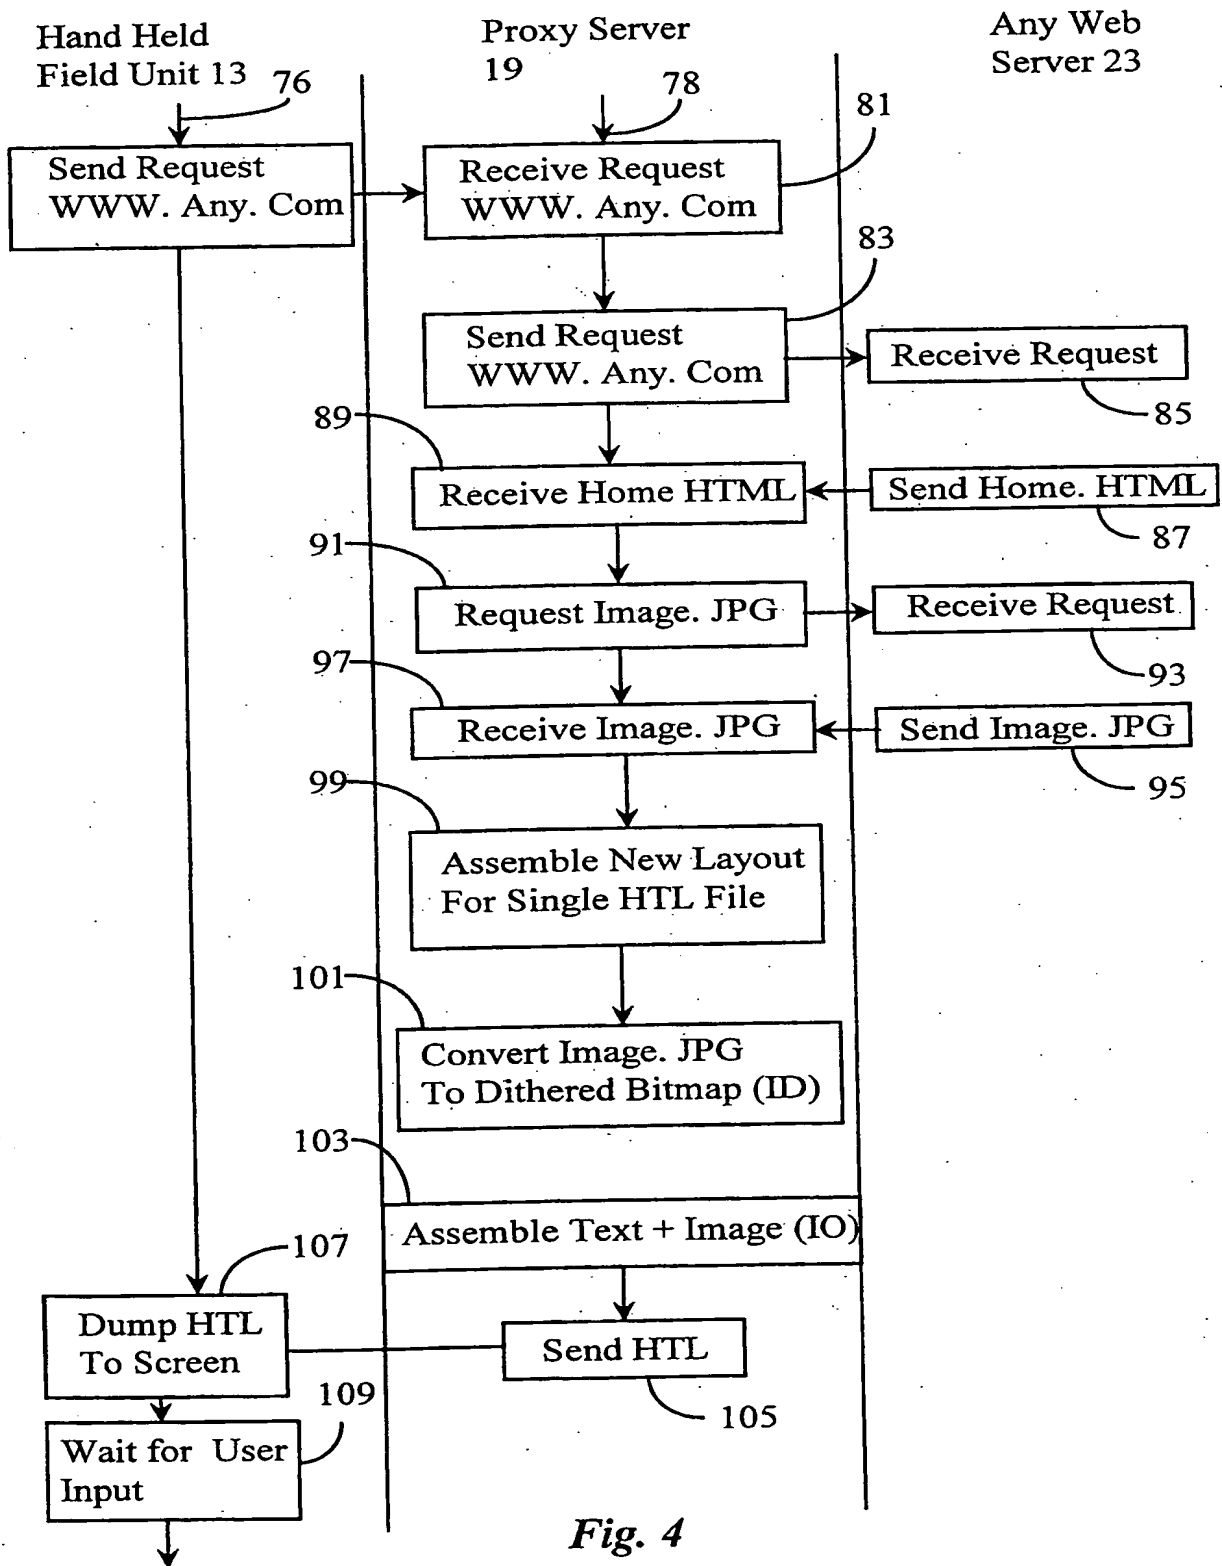 Hand Held
Field Unit 13
Proxy Server
19
Any Web
Server 23
76
78
81
Send Request
WWW. Any. Com
Receive Request
WWW. Any. Com
83
Send Request
WWW. Any. Com
Receive Request
85
89
Receive Home HTML
Send Home. HTML
87
91
Request Image. JPG
Receive Request
93
97
Receive Image. JPG
Send Image. JPG
95
99
Assemble New Layout
For Single HTL File
101
Convert Image. JPG
To Dithered Bitmap (ID)
103
Assemble Text + Image (IO)
107
Dump HTL
To Screen
Send HTL
105
109
Wait for User
Input
Fig. 4